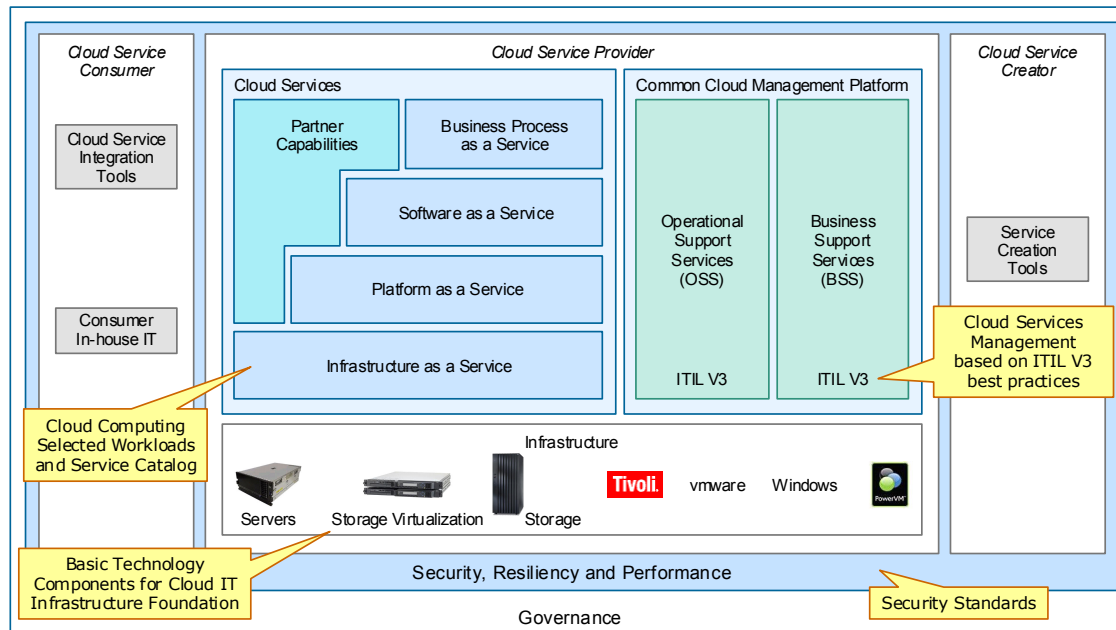 Cloud Service
Consumer
Cloud Service
Integration
Tools
Consumer
In-house IT
Cloud Service Provider
Cloud Services
Partner
Capabilities
Business Process
as a Service
Software as a Service
Platform as a Service
Infrastructure as a Service
Common Cloud Management Platform
Operational
Support
Services
(OSS)
ITIL V3
Business
Support
Services
(BSS)
ITIL V3
Cloud Service
Creator
Service
Creation
Tools
Cloud Services
Management
based on ITIL V3
best practices
Cloud Computing
Selected Workloads
and Service Catalog
Infrastructure
Servers
Storage Virtualization
Storage
Tivoli.
vmware
Windows
PowerVM™
Basic Technology
Components for Cloud IT
Infrastructure Foundation
Security, Resiliency and Performance
Security Standards
Governance